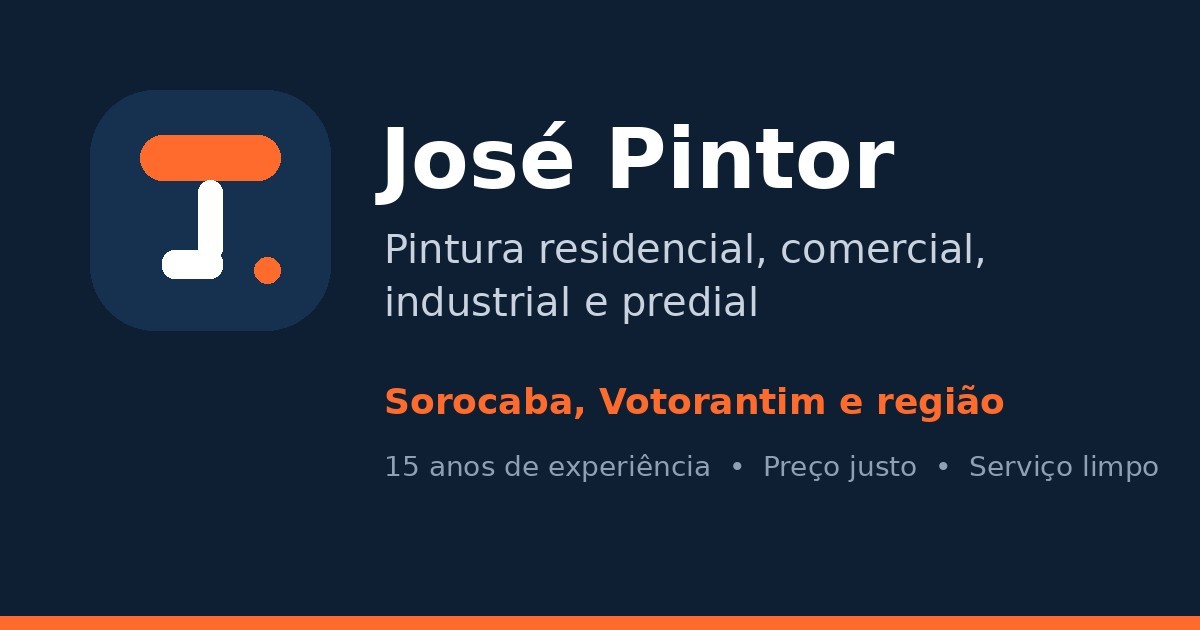 José Pintor
Pintura residencial, comercial,
industrial e predial
Sorocaba, Votorantim e região
15 anos de experiência • Preço justo • Serviço limpo